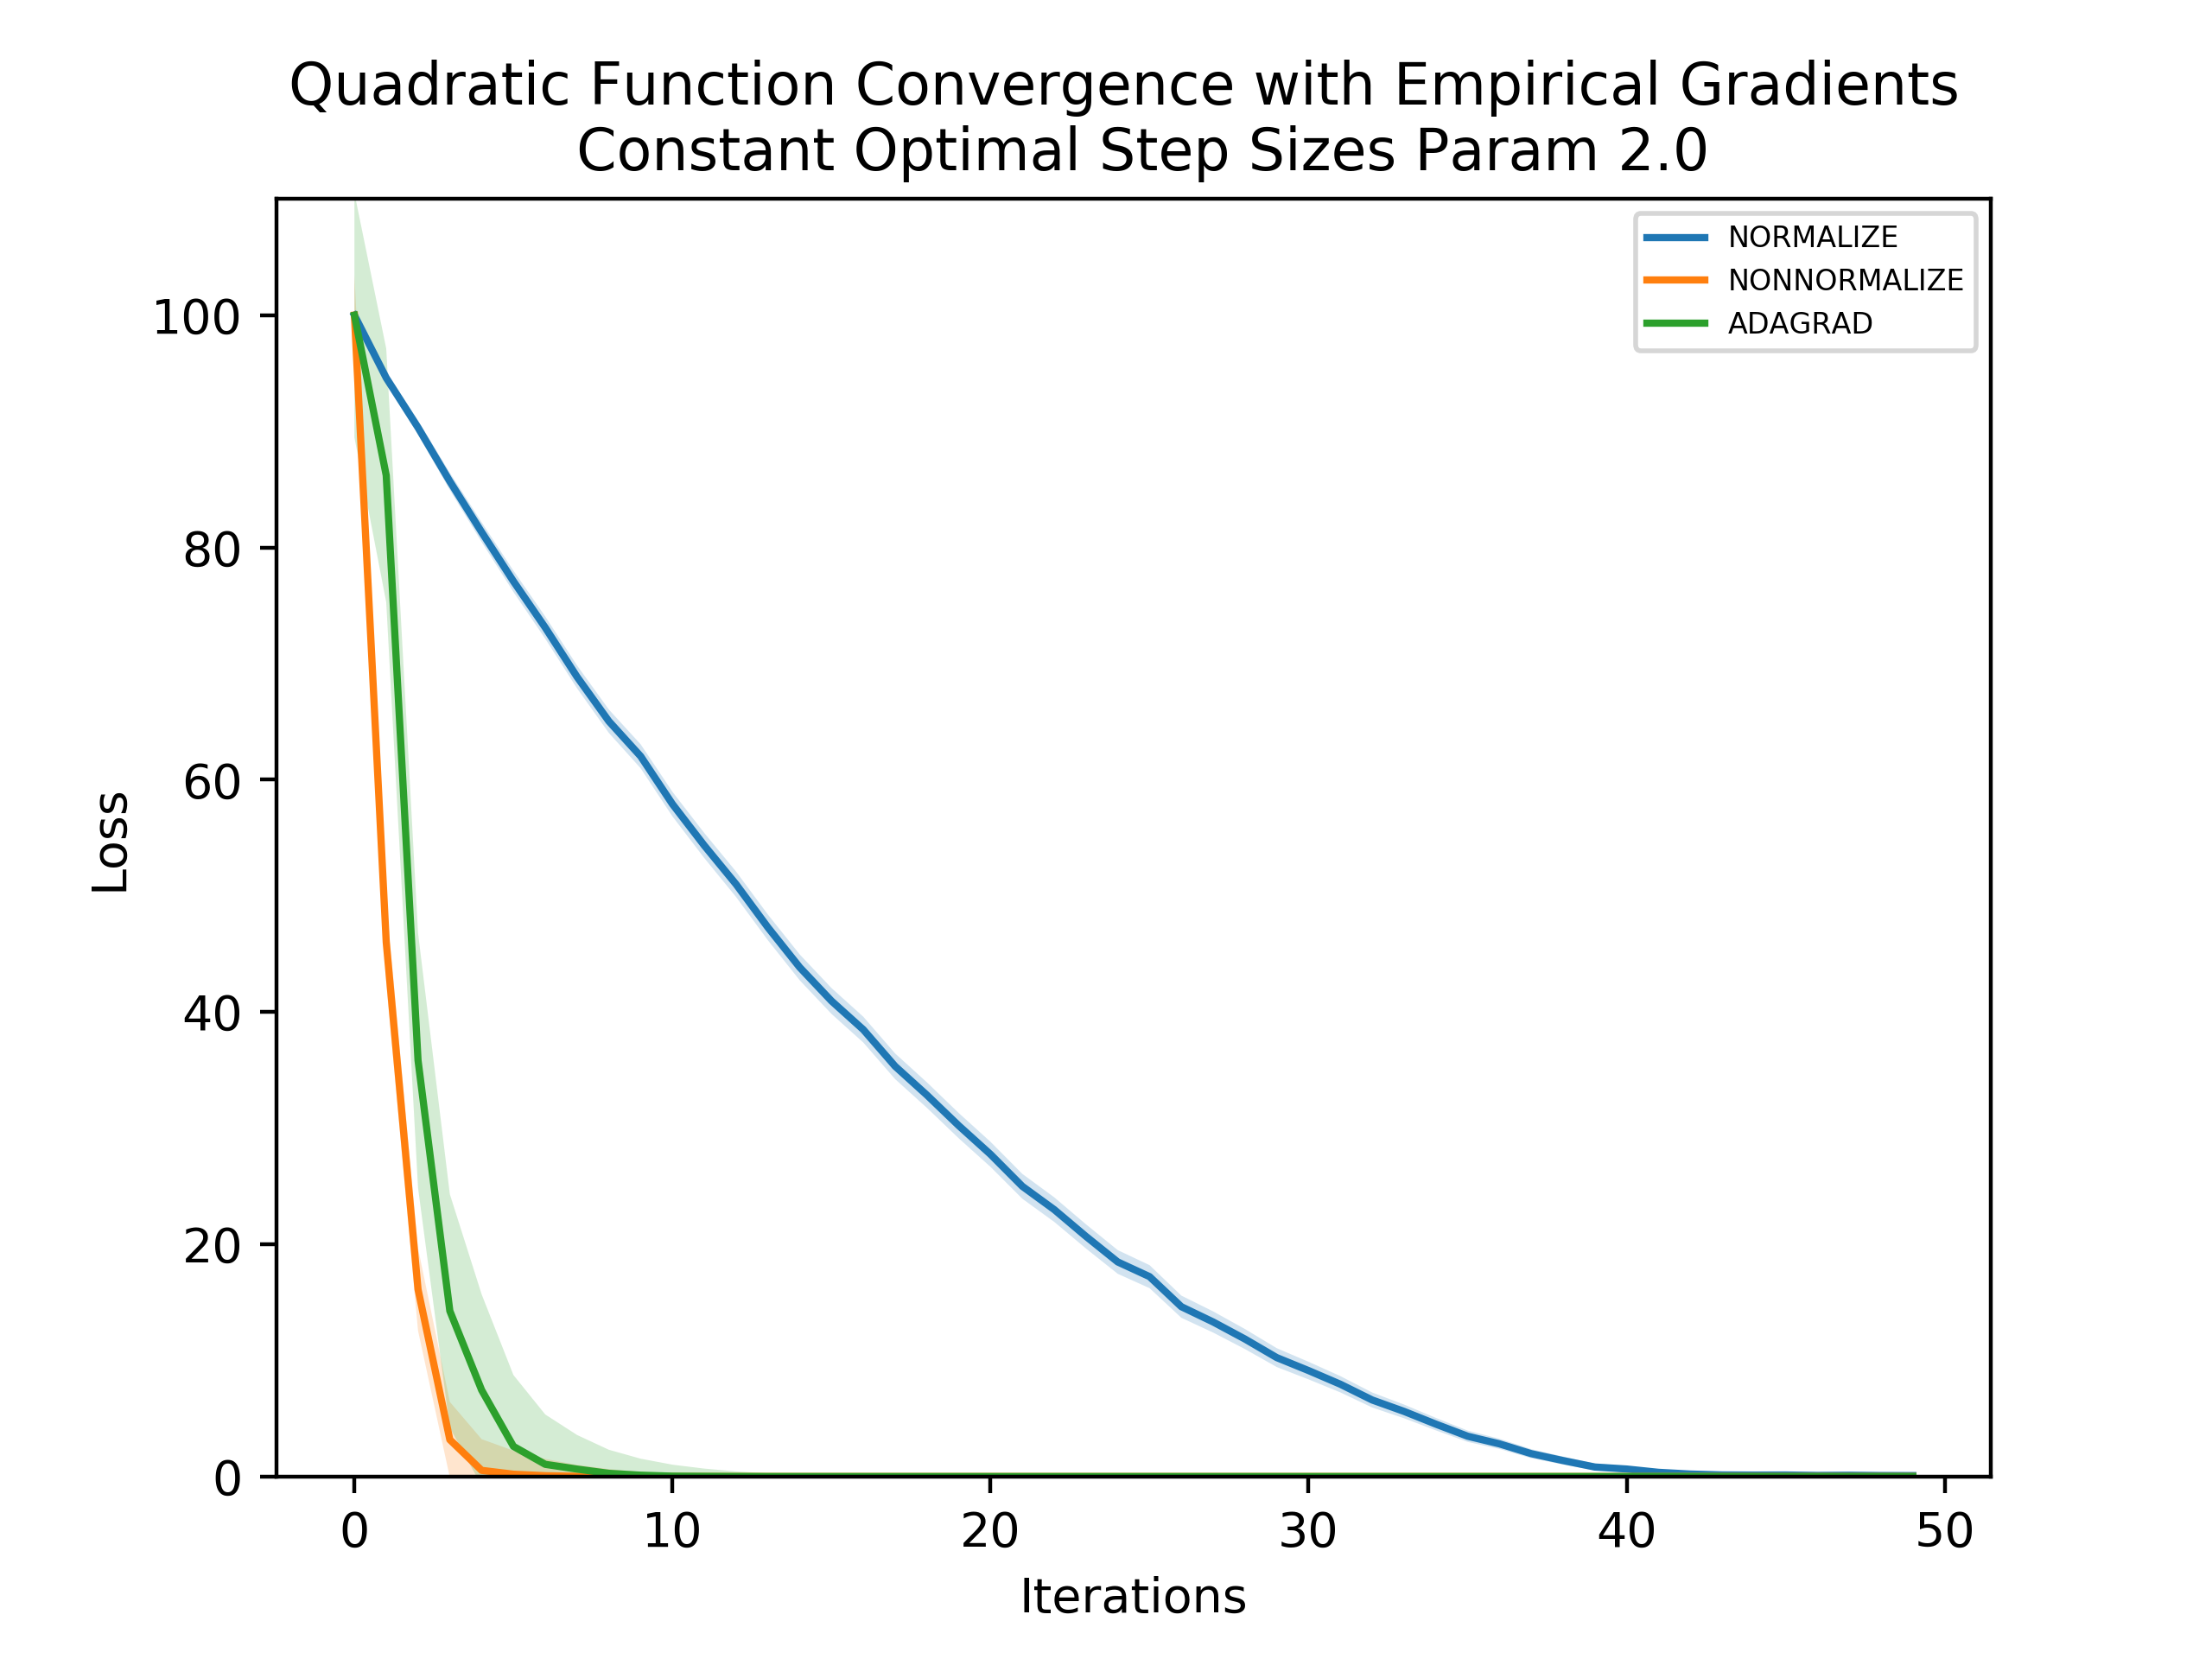 Quadratic Function Convergence with Empirical Gradients
Constant Optimal Step Sizes Param 2.0
NORMALIZE
NONNORMALIZE
ADAGRAD
100
80
60
40
20
0
Loss
0 10 20 30 40 50
Iterations